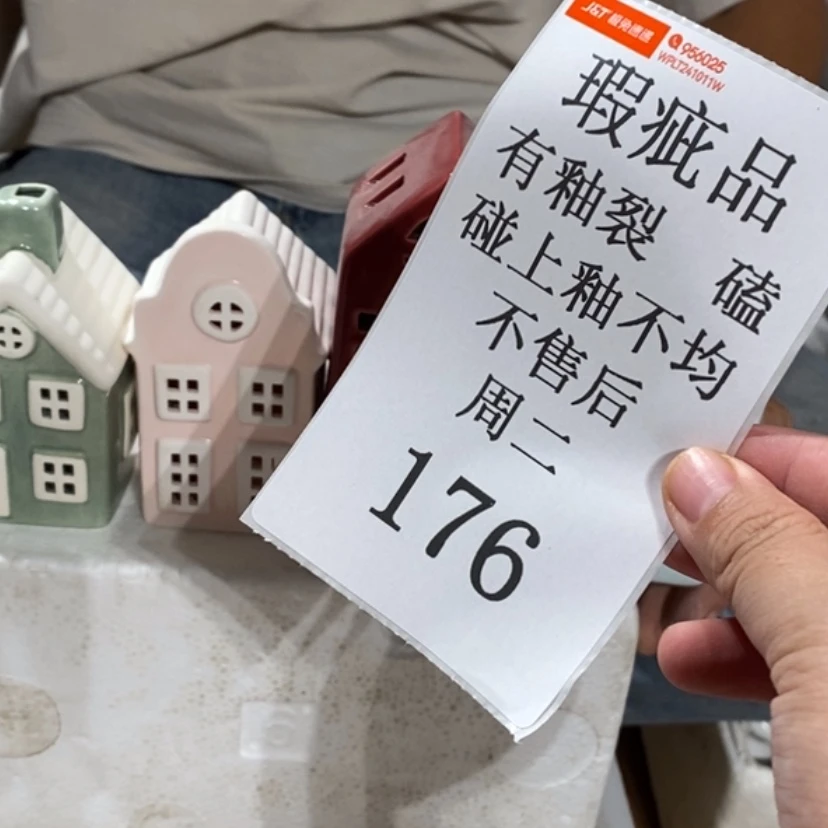 J&T 极兔速递
956025
WPLT241011W
瑕疵品
有釉裂 磕
碰上釉不均
不售后
周二
176